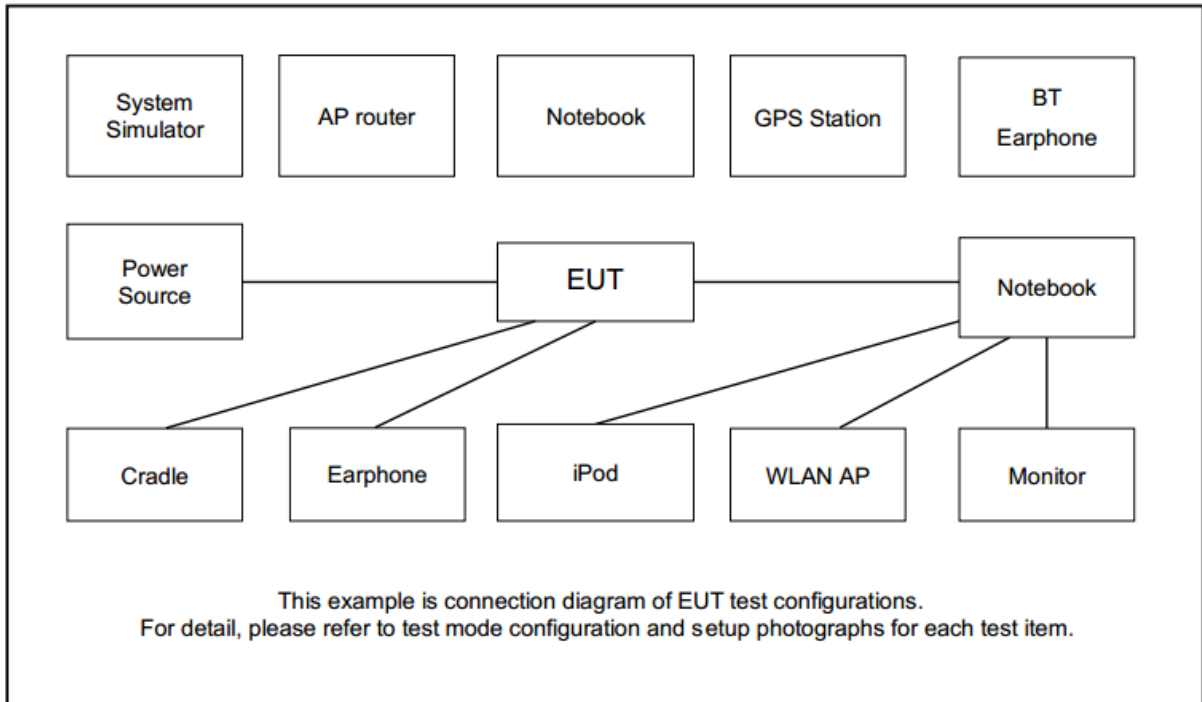 System
Simulator
AP router
Notebook
GPS Station
BT
Earphone
Power
Source
EUT
Notebook
Cradle
Earphone
iPod
WLAN AP
Monitor
This example is connection diagram of EUT test configurations.
For detail, please refer to test mode configuration and setup photographs for each test item.